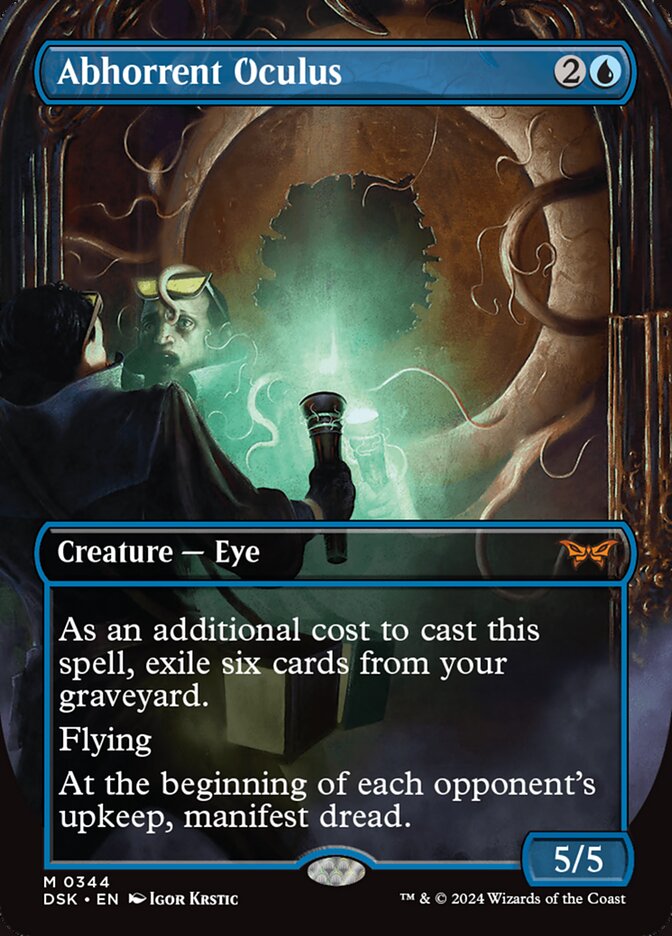 Abhorrent Oculus 2
Creature — Eye
As an additional cost to cast this
spell, exile six cards from your
graveyard.
Flying
At the beginning of each opponent's
upkeep, manifest dread.
5/5
M 0344
DSK • EN Igor Krstic
™ & © 2024 Wizards of the Coast